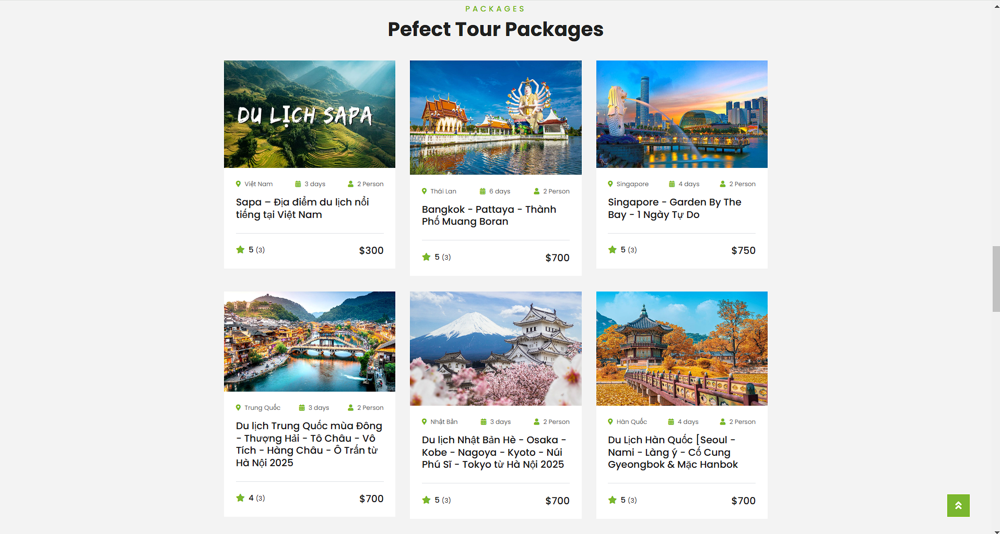 PACKAGES
Pefect Tour Packages
DU LỊCH SAPA
Việt Nam 3 days 2 Person
Sapa – Địa điểm du lịch nổi
tiếng tại Việt Nam
5 (3) $300
Thái Lan 6 days 2 Person
Bangkok - Pattaya - Thành
Phố Muang Boran
5 (3) $700
Singapore 4 days 2 Person
Singapore - Garden By The
Bay - 1 Ngày Tự Do
5 (3) $750
Trung Quốc 3 days 2 Person
Du lịch Trung Quốc mùa Đông
- Thượng Hải - Tô Châu - Vô
Tích - Hàng Châu - Ô Trấn từ
Hà Nội 2025
4 (3) $700
Nhật Bản 3 days 2 Person
Du lịch Nhật Bản Hè - Osaka -
Kobe - Nagoya - Kyoto - Núi
Phú Sĩ - Tokyo từ Hà Nội 2025
5 (3) $700
Hàn Quốc 4 days 2 Person
Du Lịch Hàn Quốc [Seoul -
Nami - Làng ý - Cố Cung
Gyeongbok & Mặc Hanbok
5 (3) $700